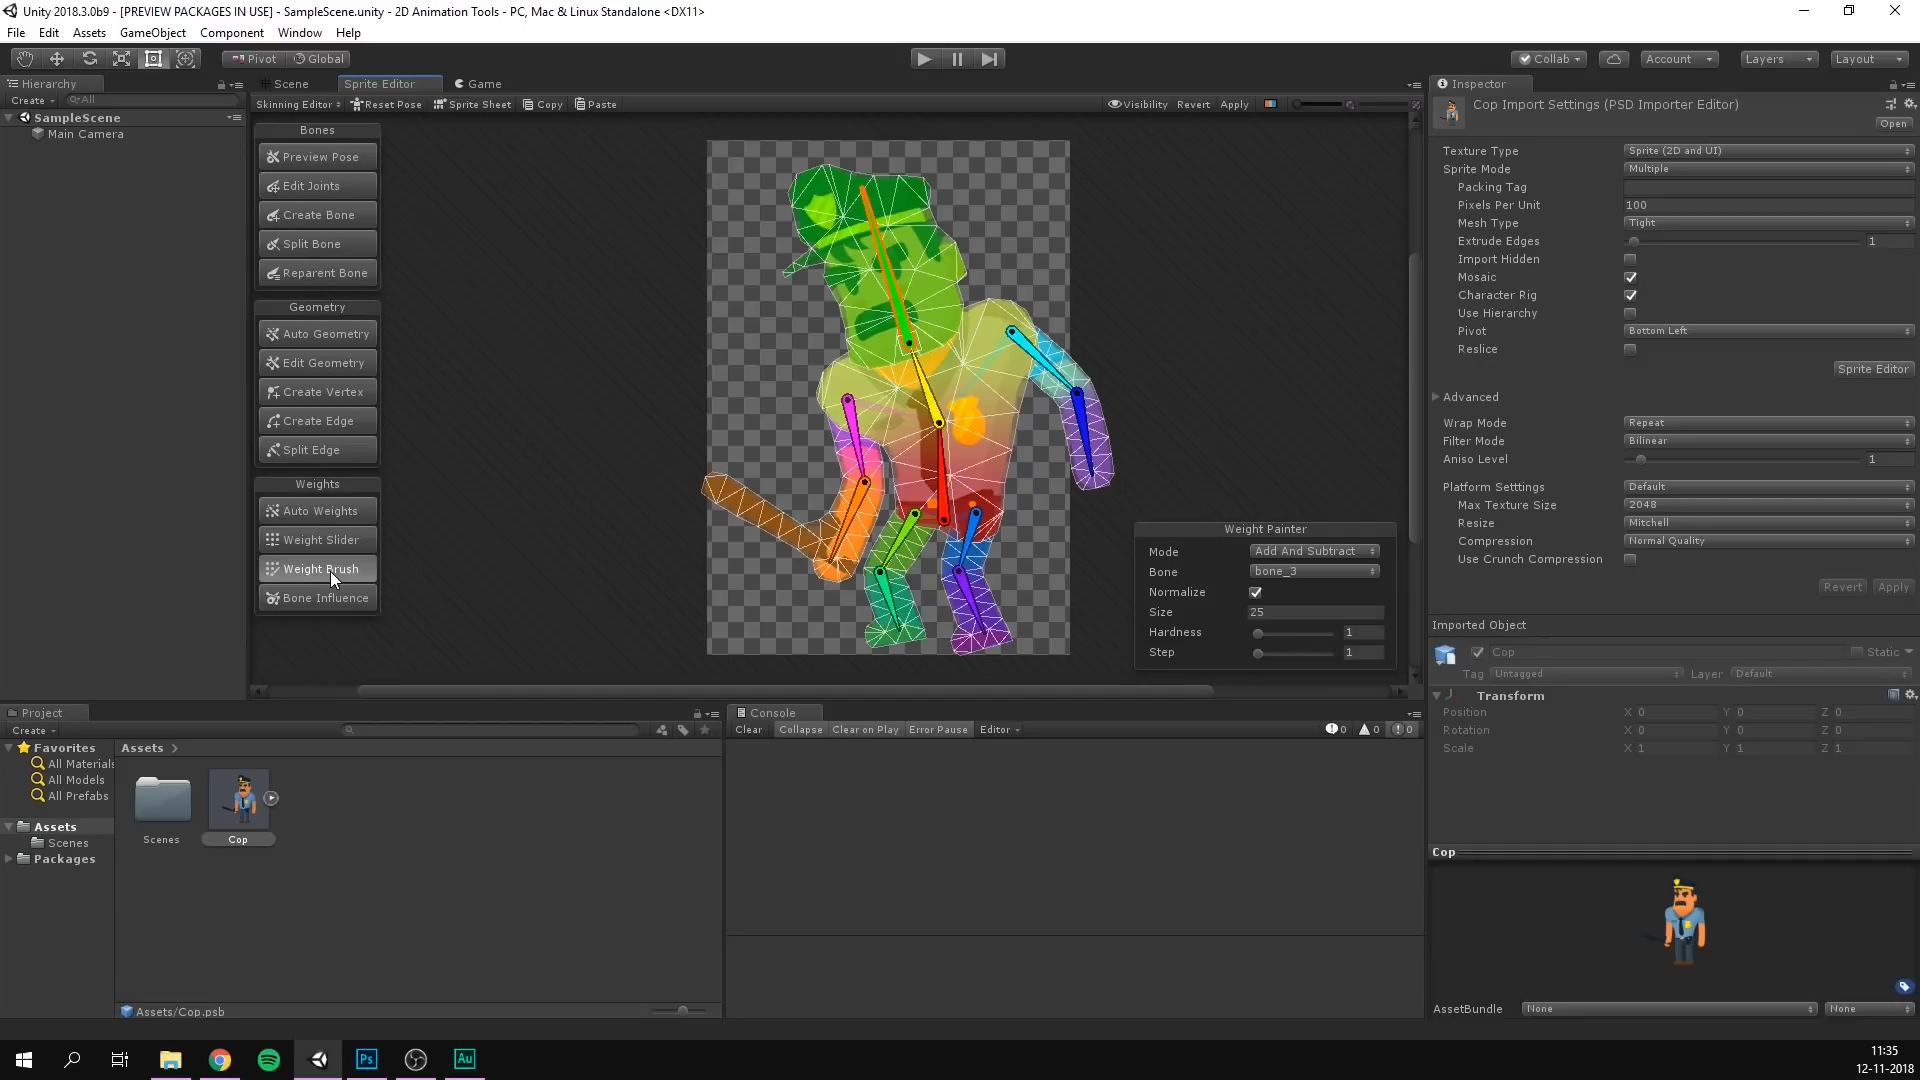 Unity 2018.3.0b9 - [PREVIEW PACKAGES IN USE] - SampleScene.unity - 2D Animation Tools - PC, Mac & Linux Standalone <DX11>
File Edit Assets GameObject Component Window Help
Pivot Global Collab Account Layers Layout
Hierarchy
Create All
SampleScene
Main Camera
Scene Sprite Editor Game
Skinning Editor Reset Pose Sprite Sheet Copy Paste Visibility Revert Apply
Bones
Preview Pose
Edit Joints
Create Bone
Split Bone
Reparent Bone
Geometry
Auto Geometry
Edit Geometry
Create Vertex
Create Edge
Split Edge
Weights
Auto Weights
Weight Slider
Weight Brush
Bone Influence
Weight Painter
Mode Add And Subtract
Bone bone_3
Normalize
Size 25
Hardness 1
Step 1
Inspector
Cop Import Settings (PSD Importer Editor)
Open
Texture Type Sprite (2D and UI)
Sprite Mode Multiple
Packing Tag
Pixels Per Unit 100
Mesh Type Tight
Extrude Edges 1
Import Hidden
Mosaic
Character Rig
Use Hierarchy
Pivot Bottom Left
Reslice
Sprite Editor
Advanced
Wrap Mode Repeat
Filter Mode Bilinear
Aniso Level 1
Platform Setttings Default
Max Texture Size 2048
Resize Mitchell
Compression Normal Quality
Use Crunch Compression
Revert Apply
Imported Object
Cop Static
Tag Untagged Layer Default
Transform
Position X 0 Y 0 Z 0
Rotation X 0 Y 0 Z 0
Scale X 1 Y 1 Z 1
Cop
AssetBundle None None
Project
Create
Favorites
All Materials
All Models
All Prefabs
Assets
Scenes
Packages
Assets
Scenes Cop
Assets/Cop.psb
Console
Clear Collapse Clear on Play Error Pause Editor 0 0 0
Ps Au
11:35
12-11-2018